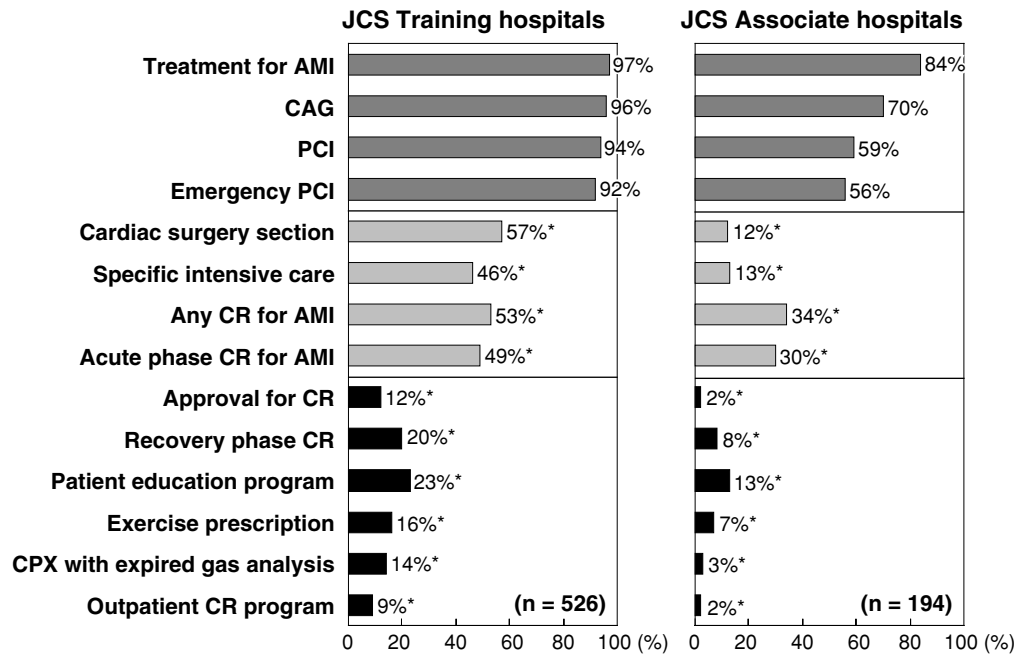 JCS Training hospitals JCS Associate hospitals
Treatment for AMI 97% 84%
CAG 96% 70%
PCI 94% 59%
Emergency PCI 92% 56%
Cardiac surgery section 57%* 12%*
Specific intensive care 46%* 13%*
Any CR for AMI 53%* 34%*
Acute phase CR for AMI 49%* 30%*
Approval for CR 12%* 2%*
Recovery phase CR 20%* 8%*
Patient education program 23%* 13%*
Exercise prescription 16%* 7%*
CPX with expired gas analysis 14%* 3%*
Outpatient CR program 9%* (n = 526) 2%* (n = 194)
0 20 40 60 80 100 (%) 0 20 40 60 80 100 (%)